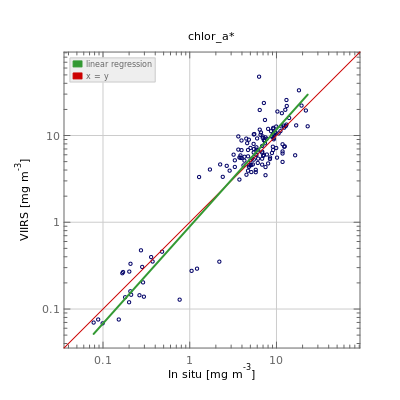 chlor_a*
linear regression
x = y
VIIRS [mg m-3]
10
1
0.1
0.1
1
10
In situ [mg m-3]